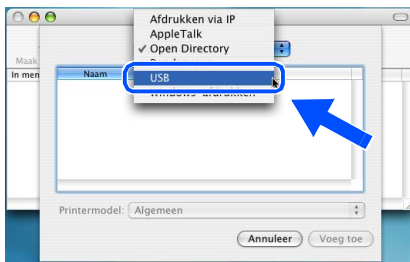 Afdrukken via IP
AppleTalk
✓ Open Directory
USB
Maak
In men
Naam
Printermodel: Algemeen
Annuleer
Voeg toe